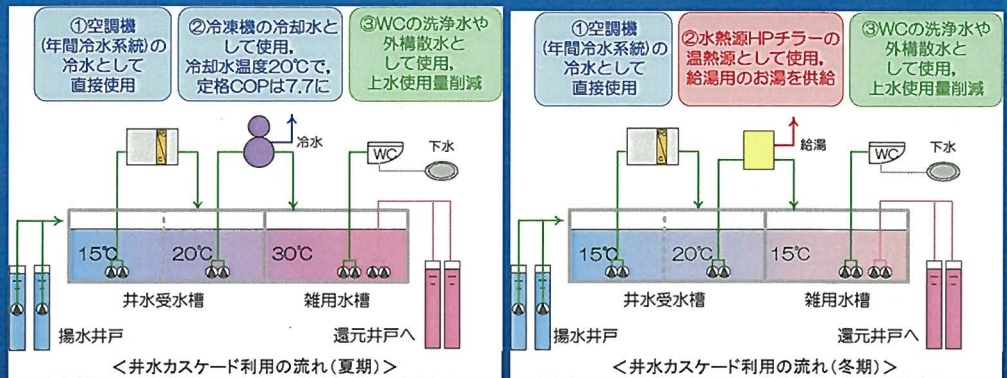 ①空調機
(年間冷水系統)の
冷水として
直接使用
②冷凍機の冷却水と
して使用,
冷却水温度20℃で,
定格COPは7.7に
③WCの洗浄水や
外構散水と
して使用,
上水使用量削減
冷水
WC
下水
15℃
20℃
30℃
井水受水槽
雑用水槽
揚水井戸
還元井戸へ
＜井水カスケード利用の流れ(夏期)＞
①空調機
(年間冷水系統)の
冷水として
直接使用
②水熱源HPチラーの
温熱源として使用,
給湯用のお湯を供給
③WCの洗浄水や
外構散水と
して使用,
上水使用量削減
給湯
WC
下水
15℃
20℃
15℃
井水受水槽
雑用水槽
揚水井戸
還元井戸へ
＜井水カスケード利用の流れ(冬期)＞